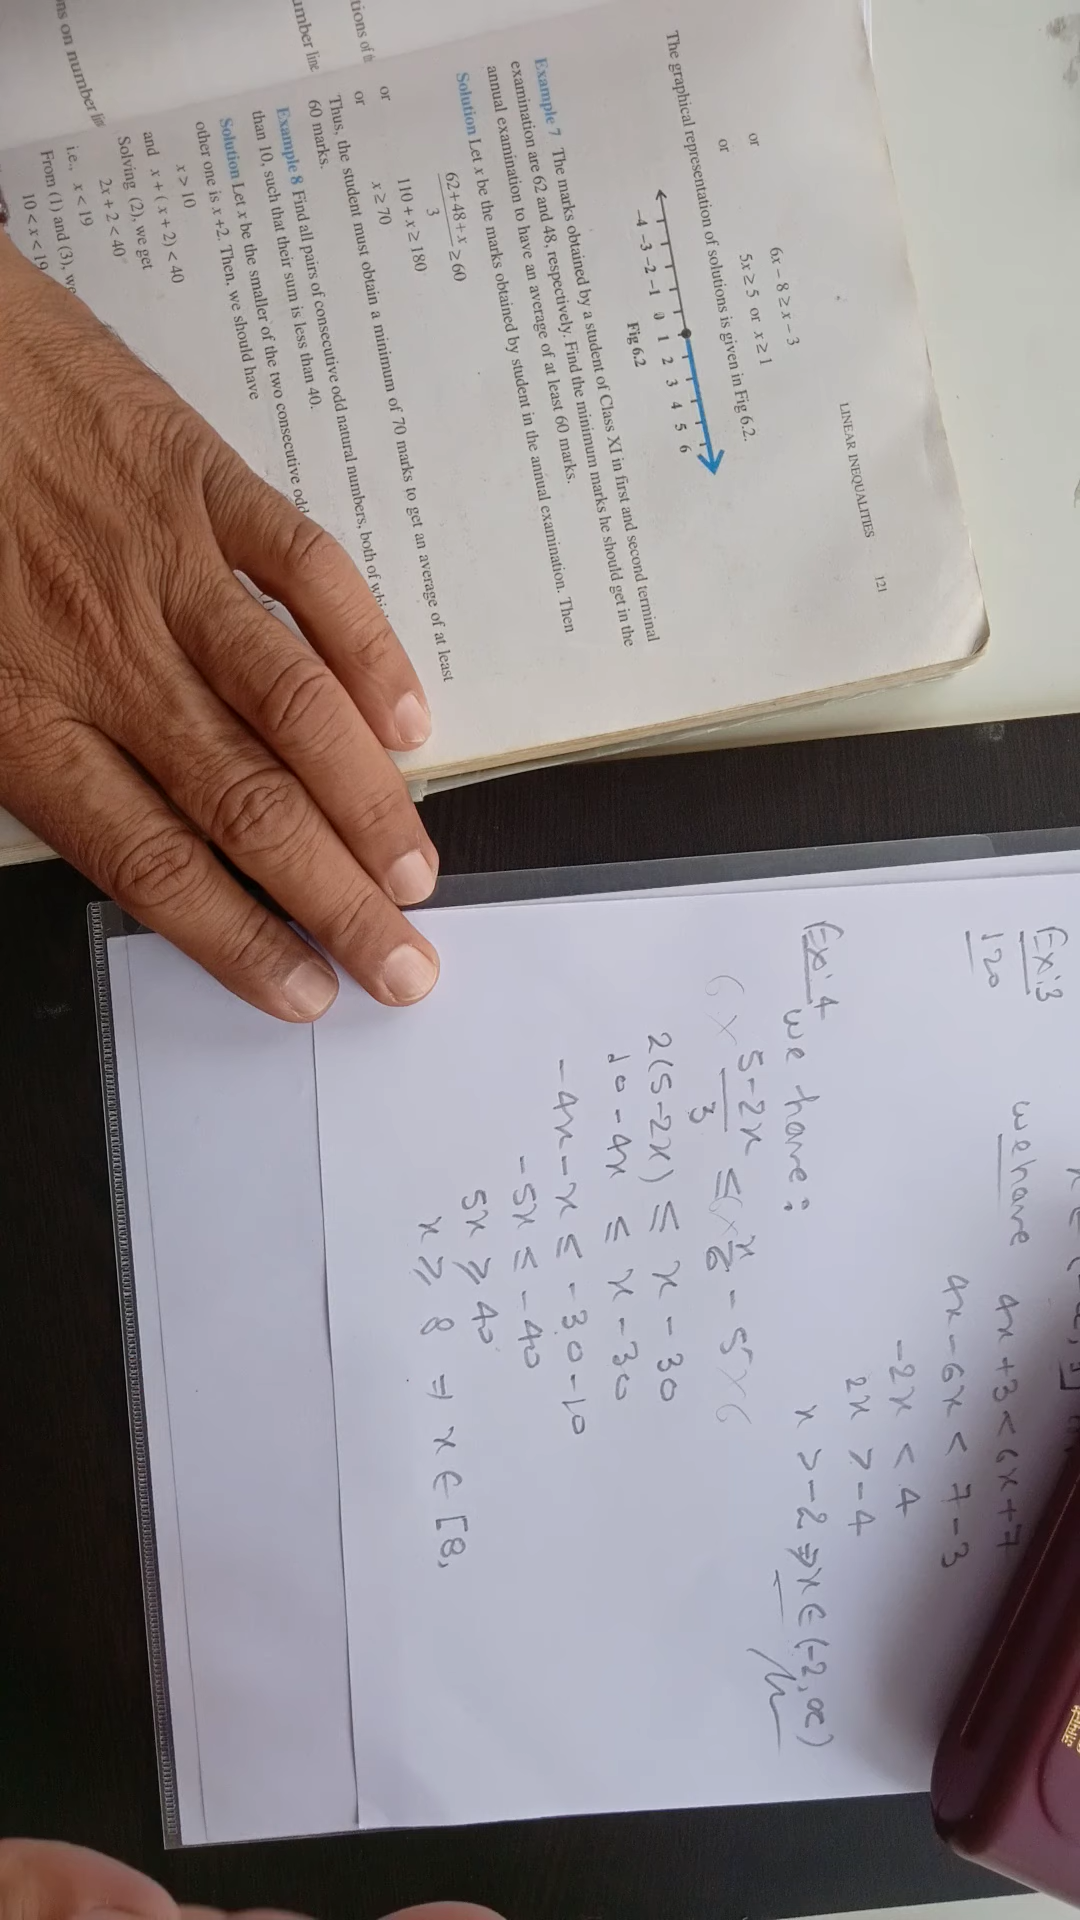 LINEAR INEQUALITIES 121
or 6x – 8 ≥ x – 3
or 5x ≥ 5 or x ≥ 1
The graphical representation of solutions is given in Fig 6.2.
–4 –3 –2 –1 0 1 2 3 4 5 6
Fig 6.2
Example 7 The marks obtained by a student of Class XI in first and second terminal
examination are 62 and 48, respectively. Find the minimum marks he should get in the
annual examination to have an average of at least 60 marks.
Solution Let x be the marks obtained by student in the annual examination. Then
(62+48+x)/3 ≥ 60
or 110 + x ≥ 180
or x ≥ 70
Thus, the student must obtain a minimum of 70 marks to get an average of at least
60 marks.
Example 8 Find all pairs of consecutive odd natural numbers, both of
than 10, such that their sum is less than 40.
Solution Let x be the smaller of the two consecutive odd
other one is x +2. Then, we should have
x > 10
and x + ( x + 2) < 40
Solving (2), we get
2x + 2 < 40
i.e., x < 19
From (1) and (3), we
10 < x < 19
umber line
ns on number
Ex:3
120
we have 4x + 3 < 6x + 7
4x - 6x < 7 - 3
-2x < 4
2x > -4
x > -2 ⇒ x ∈ (-2, ∞)
Ex:4 we have:
6 × (5-2x)/3 ≤ 6 × x/6 - 5 × 6
2(5-2x) ≤ x - 30
10 - 4x ≤ x - 30
-4x - x ≤ -30 - 10
-5x ≤ -40
5x ≥ 40
x ≥ 8 ⇒ x ∈ [8,